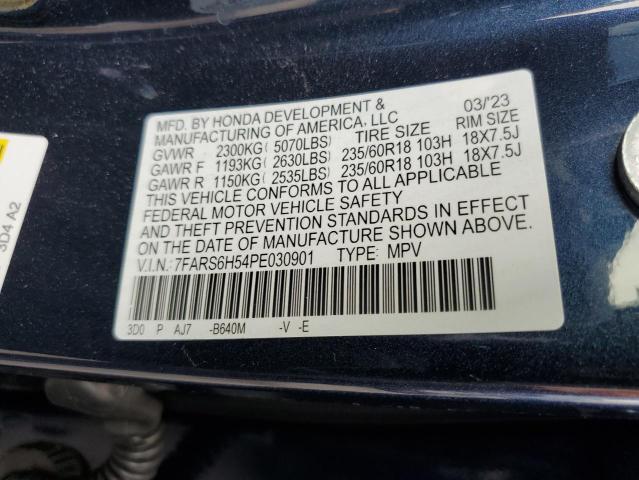 MFD. BY HONDA DEVELOPMENT & 03/'23
MANUFACTURING OF AMERICA, LLC
GVWR 2300KG( 5070LBS) TIRE SIZE RIM SIZE
GAWR F 1193KG( 2630LBS) 235/60R18 103H 18X7.5J
GAWR R 1150KG( 2535LBS) 235/60R18 103H 18X7.5J
THIS VEHICLE CONFORMS TO ALL APPLICABLE
FEDERAL MOTOR VEHICLE SAFETY
AND THEFT PREVENTION STANDARDS IN EFFECT
ON THE DATE OF MANUFACTURE SHOWN ABOVE.
V.I.N.: 7FARS6H54PE030901 TYPE: MPV
3D0 P AJ7 -B640M -V -E
3D4 A2